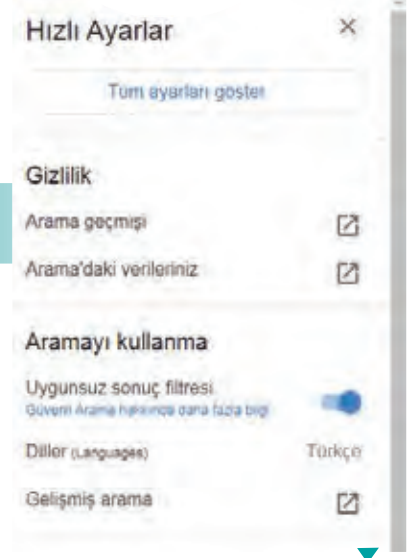 Hızlı Ayarlar
Tüm ayarları göster
Gizlilik
Arama geçmişi
Arama'daki verileriniz
Aramayı kullanma
Uygunsuz sonuç filtresi
Güvenli Arama hakkında daha fazla bilgi
Diller (Languages) Türkçe
Gelişmiş arama